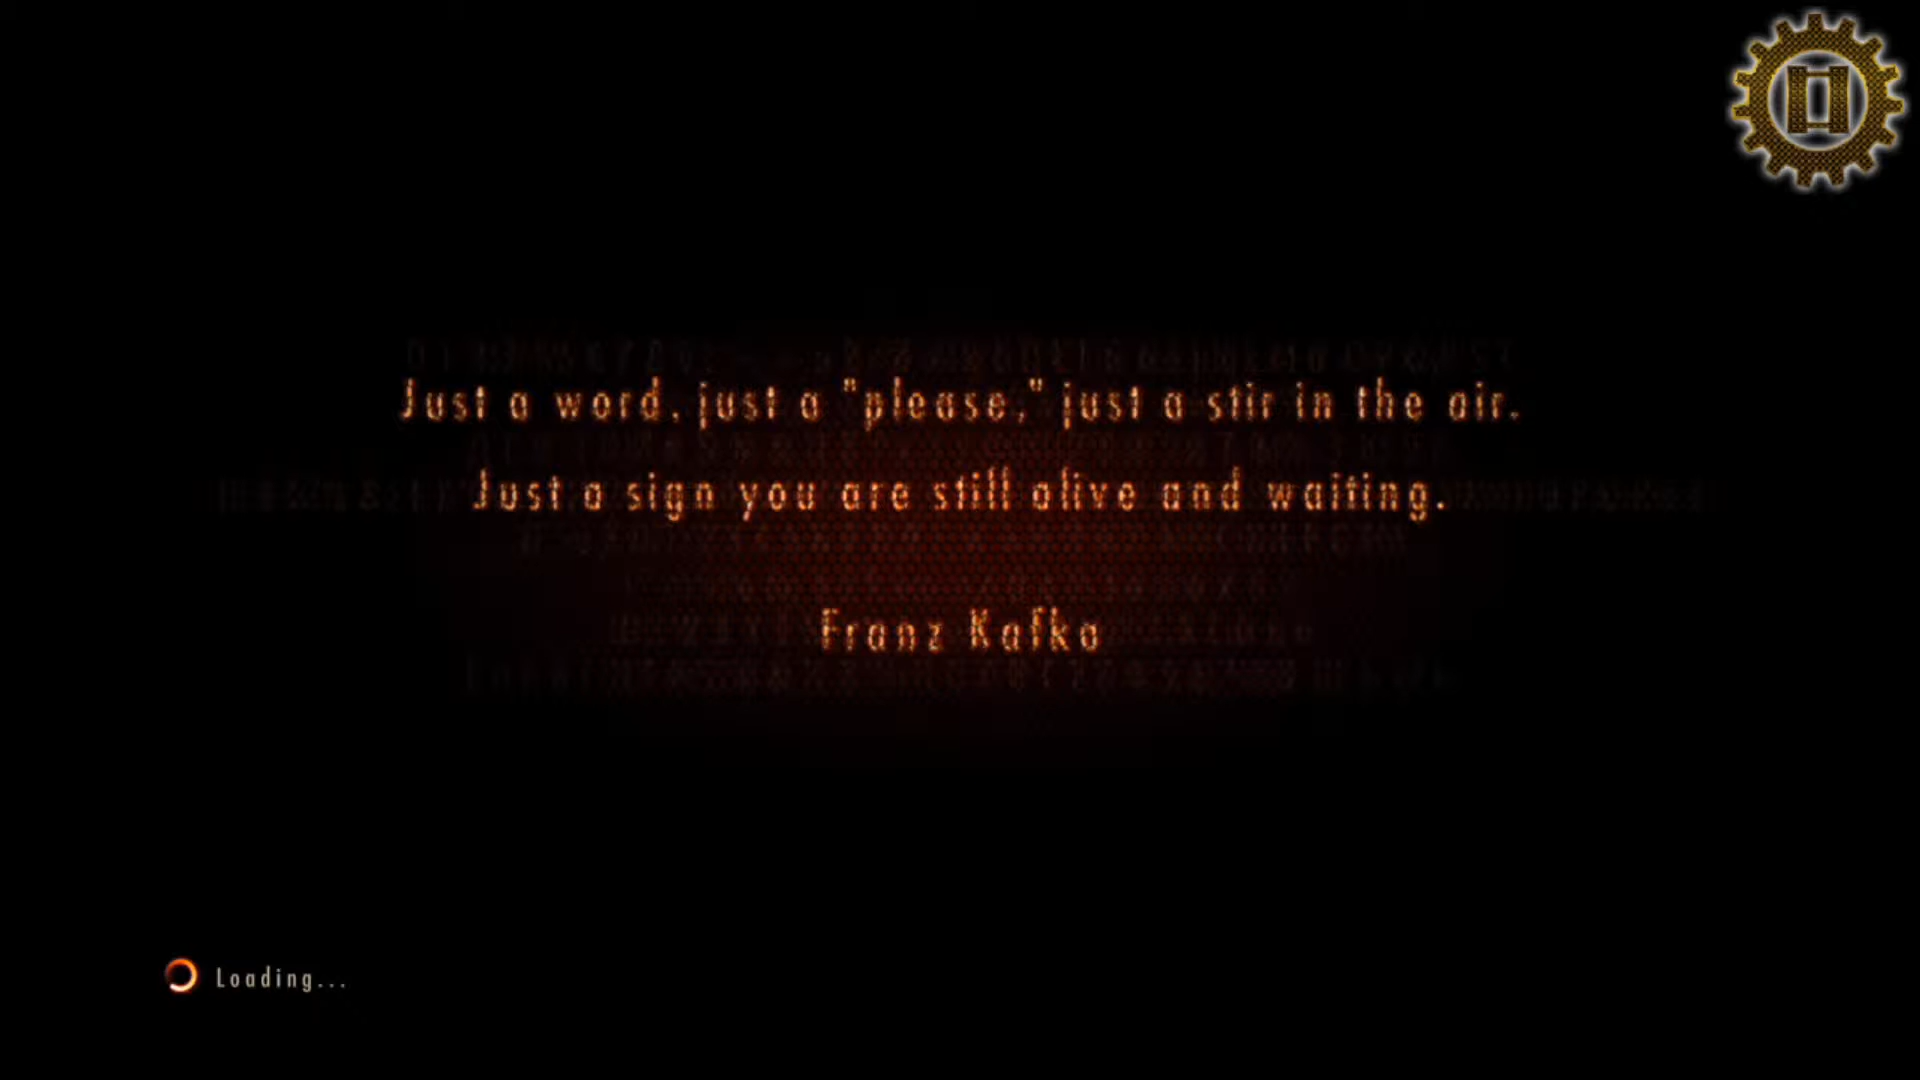 Just a word, just a "please," just a stir in the air.
Just a sign you are still alive and waiting.
Franz Kafka
Loading...